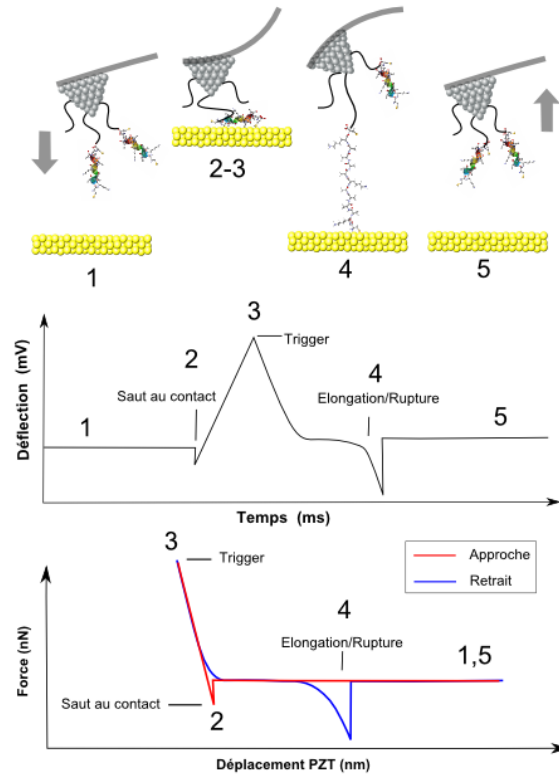 1
2-3
4
5
Déflection (mV)
3
Trigger
2
Saut au contact
4
Elongation/Rupture
1
5
Temps (ms)
Force (nN)
3
Trigger
Approche
Retrait
4
Elongation/Rupture
1,5
Saut au contact
2
Déplacement PZT (nm)